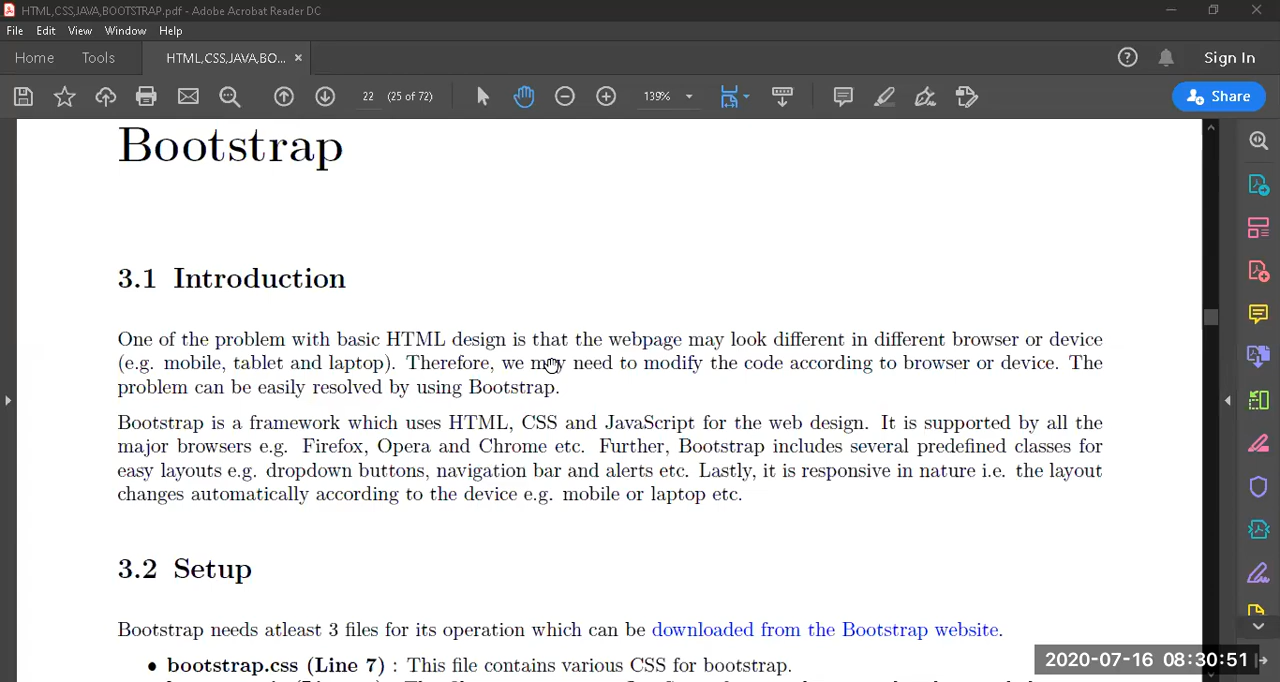 HTML,CSS,JAVA,BOOTSTRAP.pdf - Adobe Acrobat Reader DC
File Edit View Window Help
Home Tools HTML,CSS,JAVA,BO... × Sign In
22 (25 of 72) 139% Share
Bootstrap
3.1 Introduction
One of the problem with basic HTML design is that the webpage may look different in different browser or device
(e.g. mobile, tablet and laptop). Therefore, we may need to modify the code according to browser or device. The
problem can be easily resolved by using Bootstrap.
Bootstrap is a framework which uses HTML, CSS and JavaScript for the web design. It is supported by all the
major browsers e.g. Firefox, Opera and Chrome etc. Further, Bootstrap includes several predefined classes for
easy layouts e.g. dropdown buttons, navigation bar and alerts etc. Lastly, it is responsive in nature i.e. the layout
changes automatically according to the device e.g. mobile or laptop etc.
3.2 Setup
Bootstrap needs atleast 3 files for its operation which can be downloaded from the Bootstrap website.
• bootstrap.css (Line 7) : This file contains various CSS for bootstrap.
2020-07-16 08:30:51